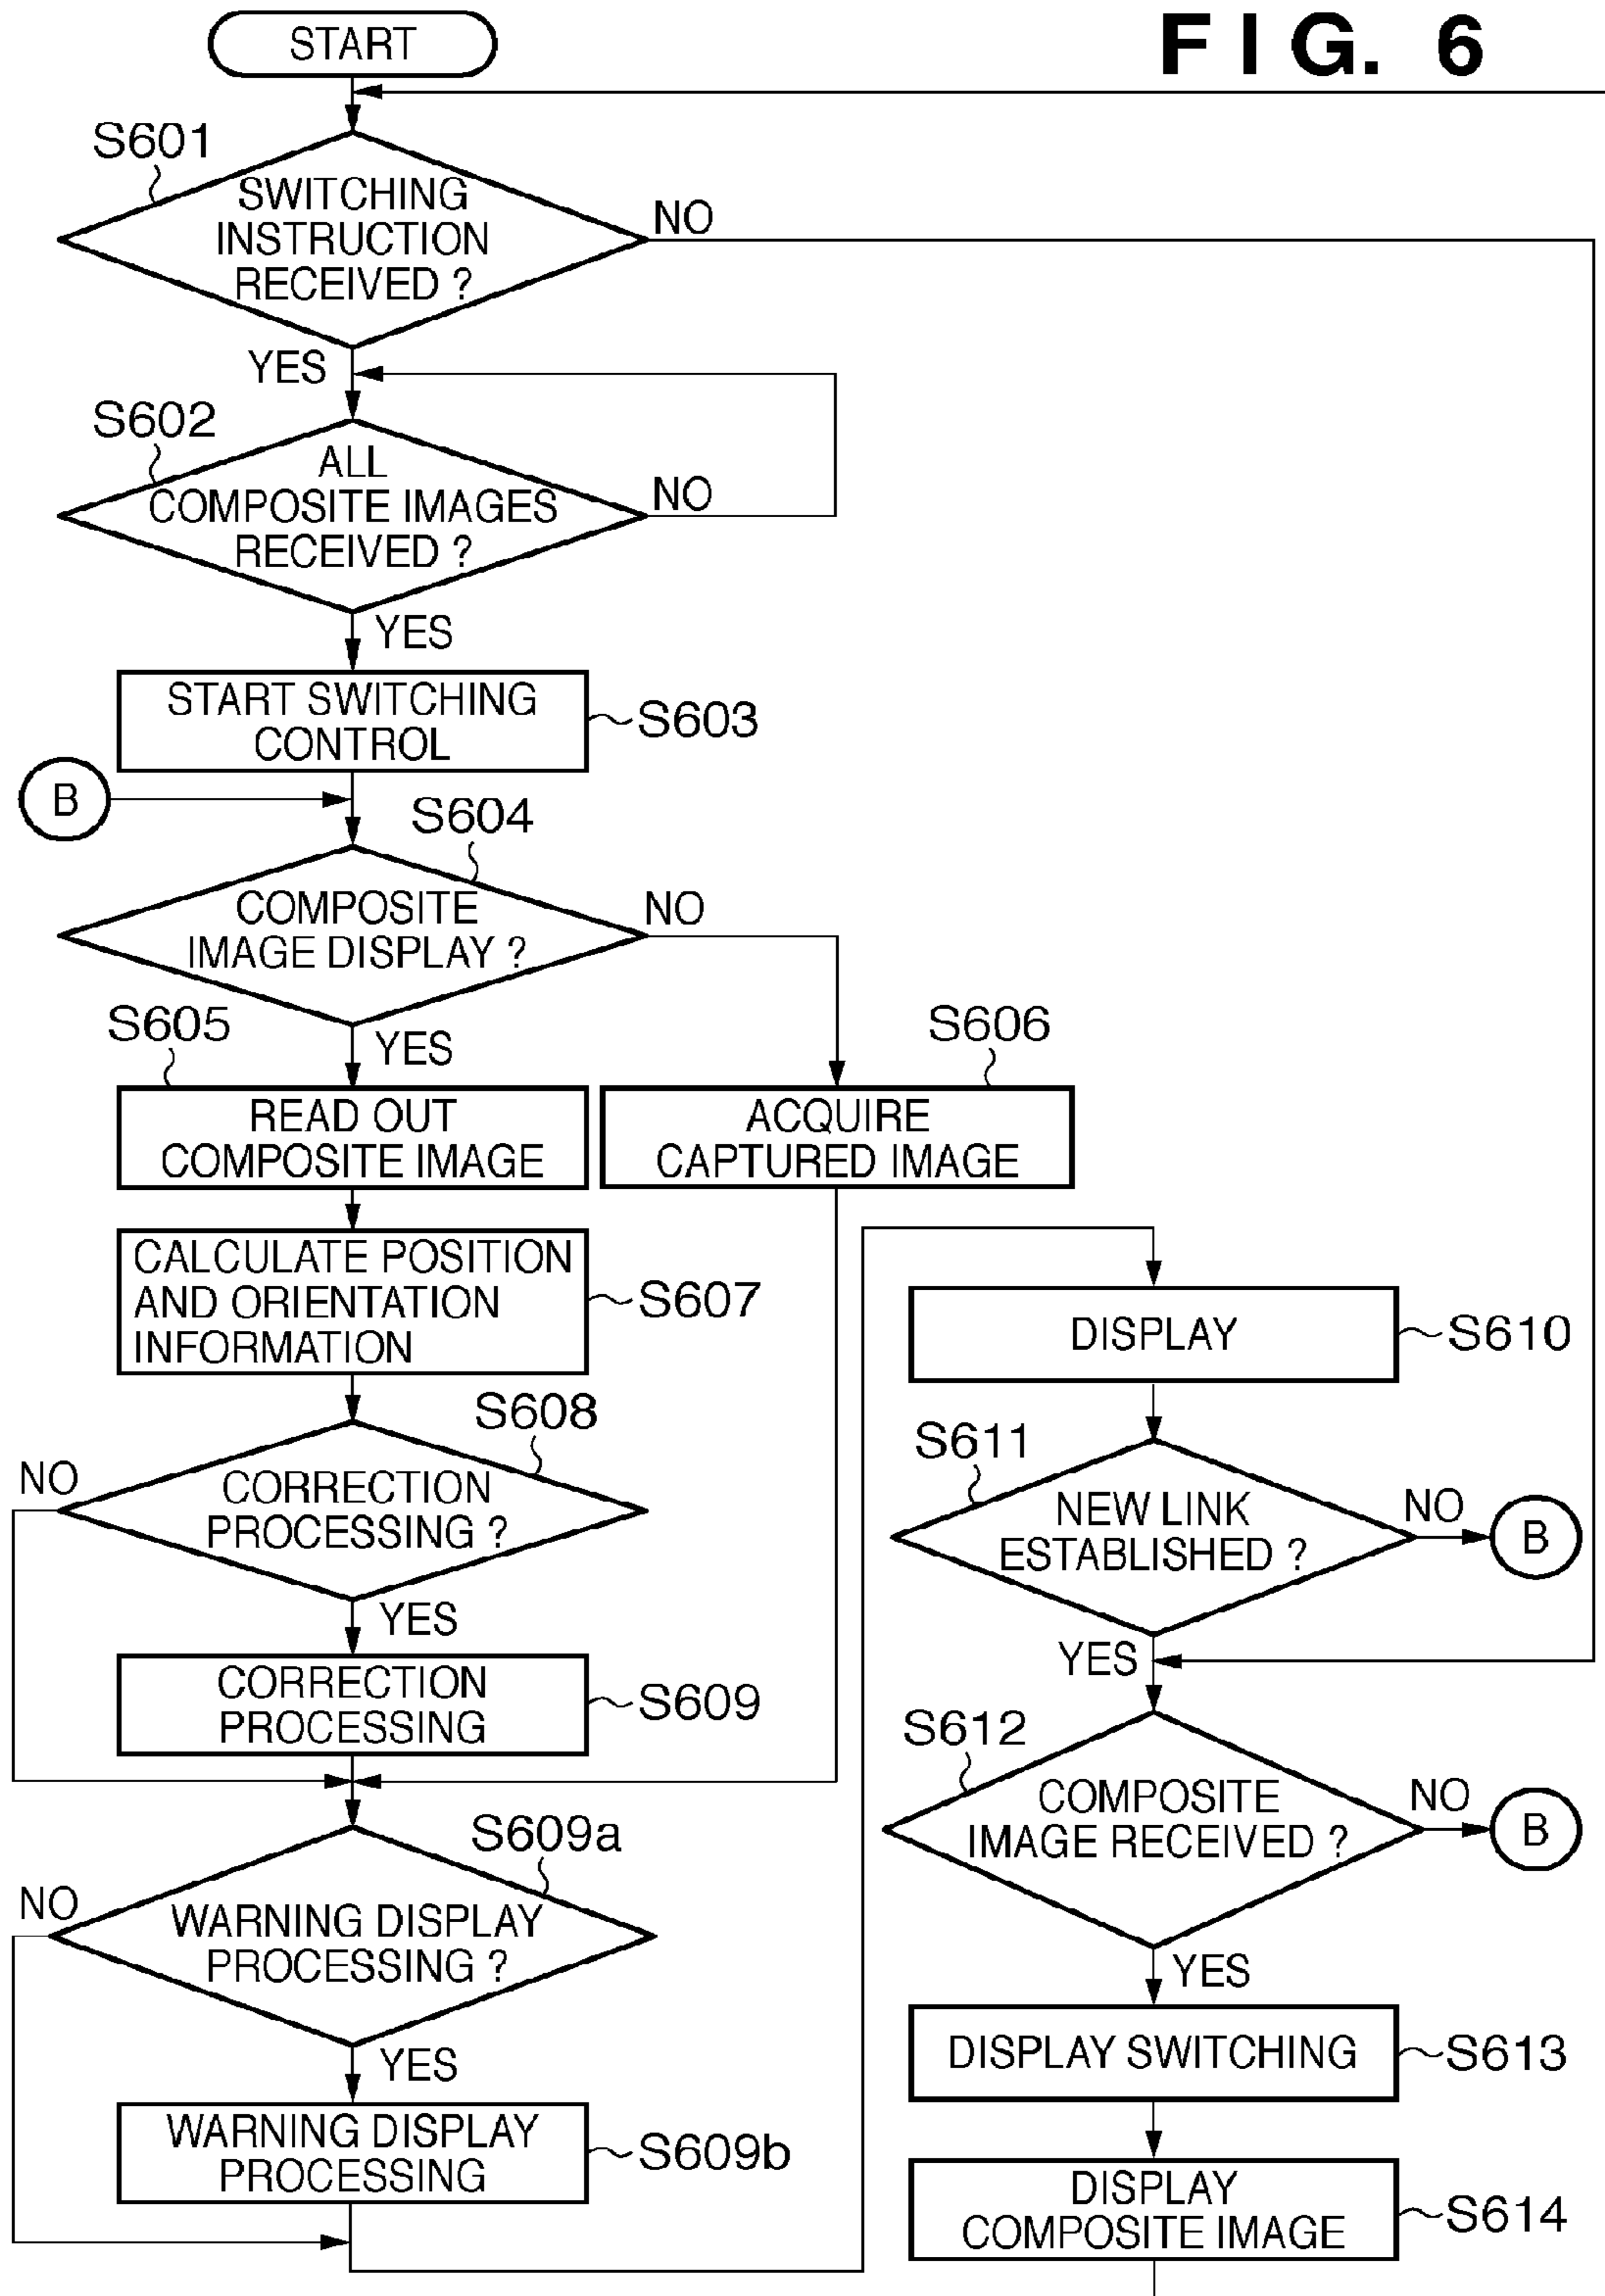 FIG. 6
START
S601
SWITCHING
INSTRUCTION
RECEIVED ?
NO
YES
S602
ALL
COMPOSITE IMAGES
RECEIVED ?
NO
YES
START SWITCHING
CONTROL
S603
B
S604
COMPOSITE
IMAGE DISPLAY ?
NO
YES
S605
READ OUT
COMPOSITE IMAGE
S606
ACQUIRE
CAPTURED IMAGE
CALCULATE POSITION
AND ORIENTATION
INFORMATION
S607
S608
NO
CORRECTION
PROCESSING ?
YES
CORRECTION
PROCESSING
S609
S609a
NO
WARNING DISPLAY
PROCESSING ?
YES
WARNING DISPLAY
PROCESSING
S609b
DISPLAY
S610
S611
NEW LINK
ESTABLISHED ?
NO
B
YES
S612
COMPOSITE
IMAGE RECEIVED ?
NO
B
YES
DISPLAY SWITCHING
S613
DISPLAY
COMPOSITE IMAGE
S614